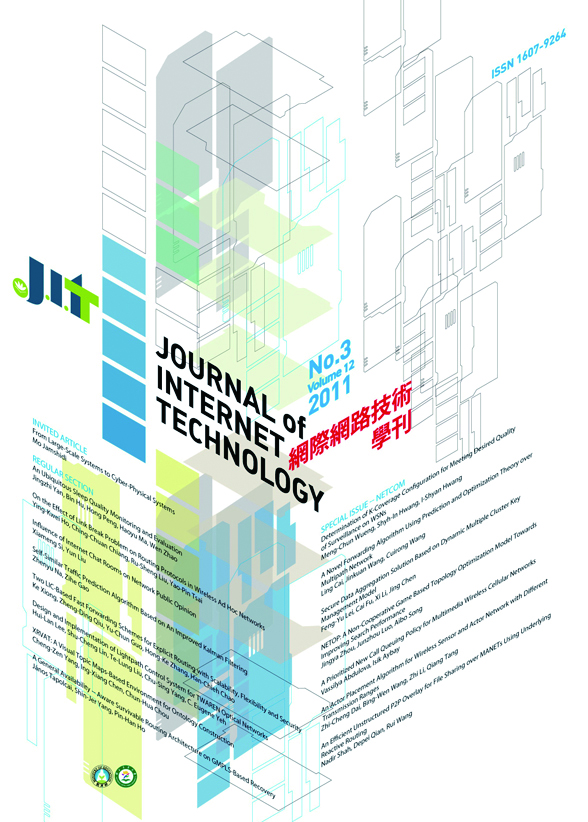 ISSN 1607-9264
J.I.T
JOURNAL of
INTERNET
TECHNOLOGY
No.3
Volume 12
2011
網際網路技術
學刊
INVITED ARTICLE
From Large-Scale Systems to Cyber-Physical Systems
Mo Jamshidi
REGULAR SECTION
An Ubiquitous Sleep Quality Monitoring and Evaluation
Jingzhi Yan, Bin Hu, Hong Peng, Haoyu Ma, Wen Zhao
On the Effect of Link Break Problem on Routing Protocols in Wireless Ad Hoc Networks
Ying-Kwei Ho, Ching-Chuan Chiang, Ru-Sheng Liu, Yao-Pin Tsai
Influence of Internet Chat Rooms on Network Public Opinion
Xiameng Si, Yan Liu
Self-Similar Traffic Prediction Algorithm Based on An Improved Kalman Filtering
Zhenyu Na, Zihe Gao
Two LIC-Based Fast Forwarding Schemes for Explicit Routing with Scalability, Flexibility and Security
Ke Xiong, Zheng-Ding Qiu, Yu-Chun Guo, Hong-Ke Zhang, Han-Chieh Chao
Design and Implementation of Lightpath Control System for TWAREN Optical Networks
Hui-Lan Lee, Shu-Cheng Lin, Te-Lung Liu, Chu-Sing Yang, C. Eugene Yeh
XRVAT: A Visual Topic Maps-Based Environment for Ontology Construction
Cheng-Zen Yang, Ing-Xiang Chen, Chun-Hua Chen
A General Availability – Aware Survivable Routing Architecture on GMPLS-Based Recovery
János Tapolcai, Shin-Jer Yang, Pin-Han Ho
SPECIAL ISSUE – NETCOM
Determination of K-Coverage Configuration for Meeting Desired Quality
of Surveillance on WSNs
Meng Chun Wueng, Shyh-In Hwang, I-Shyan Hwang
A Novel Forwarding Algorithm Using Prediction and Optimization Theory over
Multipath Network
Ling Cai, Jinkuan Wang, Cuirong Wang
Secure Data Aggregation Solution Based on Dynamic Multiple Cluster Key
Management Model
Feng Yu Lei, Cai Fu, Xi Li, Jing Chen
NETOP: A Non-Cooperative Game Based Topology Optimization Model Towards
Improving Search Performance
Jingya Zhou, Junzhou Luo, Aibo Song
A Prioritised New Call Queuing Policy for Multimedia Wireless Cellular Networks
Vassilya Abdulova, Isik Aybay
An Actor Placement Algorithm for Wireless Sensor and Actor Network with Different
Transmission Ranges
Zhi Cheng Dai, Bing Wen Wang, Zhi Li, Qiang Tang
An Efficient Unstructured P2P Overlay for File Sharing over MANETs Using Underlying
Reactive Routing
Nadir Shah, Depei Qian, Rui Wang